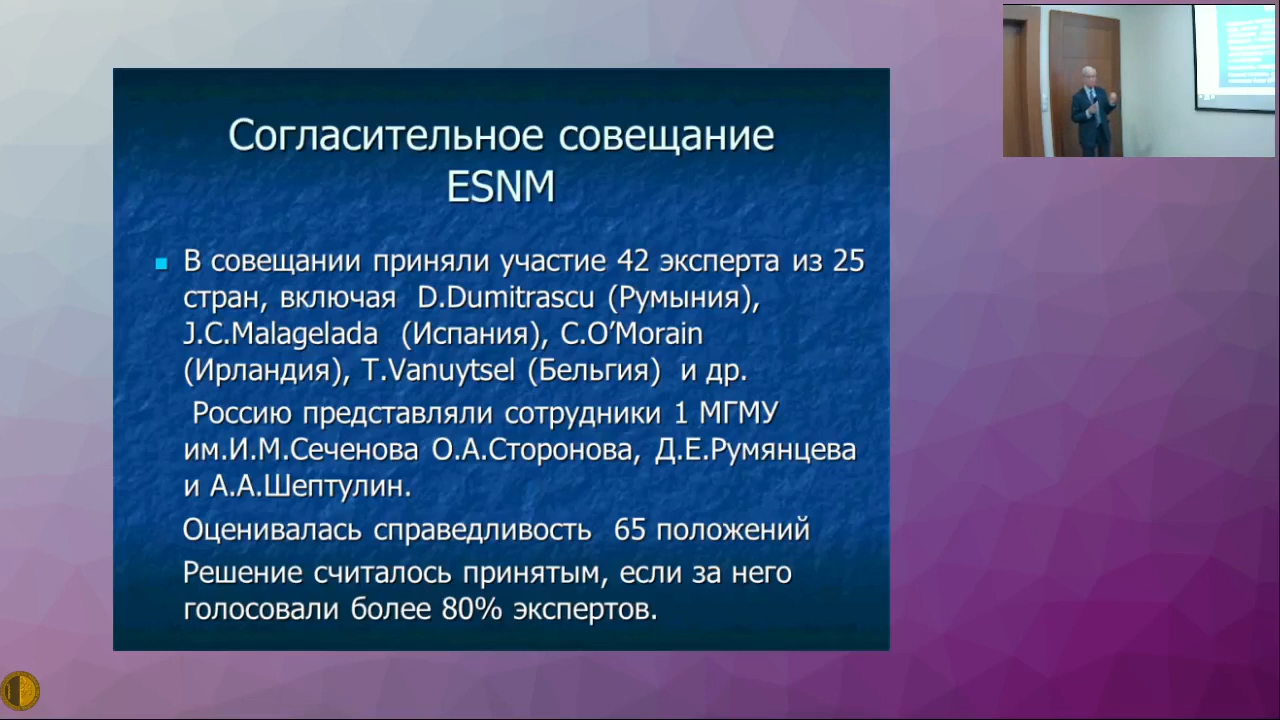 Согласительное совещание
ESNM
В совещании приняли участие 42 эксперта из 25
стран, включая D.Dumitrascu (Румыния),
J.C.Malagelada (Испания), C.O’Morain
(Ирландия), T.Vanuytsel (Бельгия) и др.
Россию представляли сотрудники 1 МГМУ
им.И.М.Сеченова О.А.Сторонова, Д.Е.Румянцева
и А.А.Шептулин.
Оценивалась справедливость 65 положений
Решение считалось принятым, если за него
голосовали более 80% экспертов.